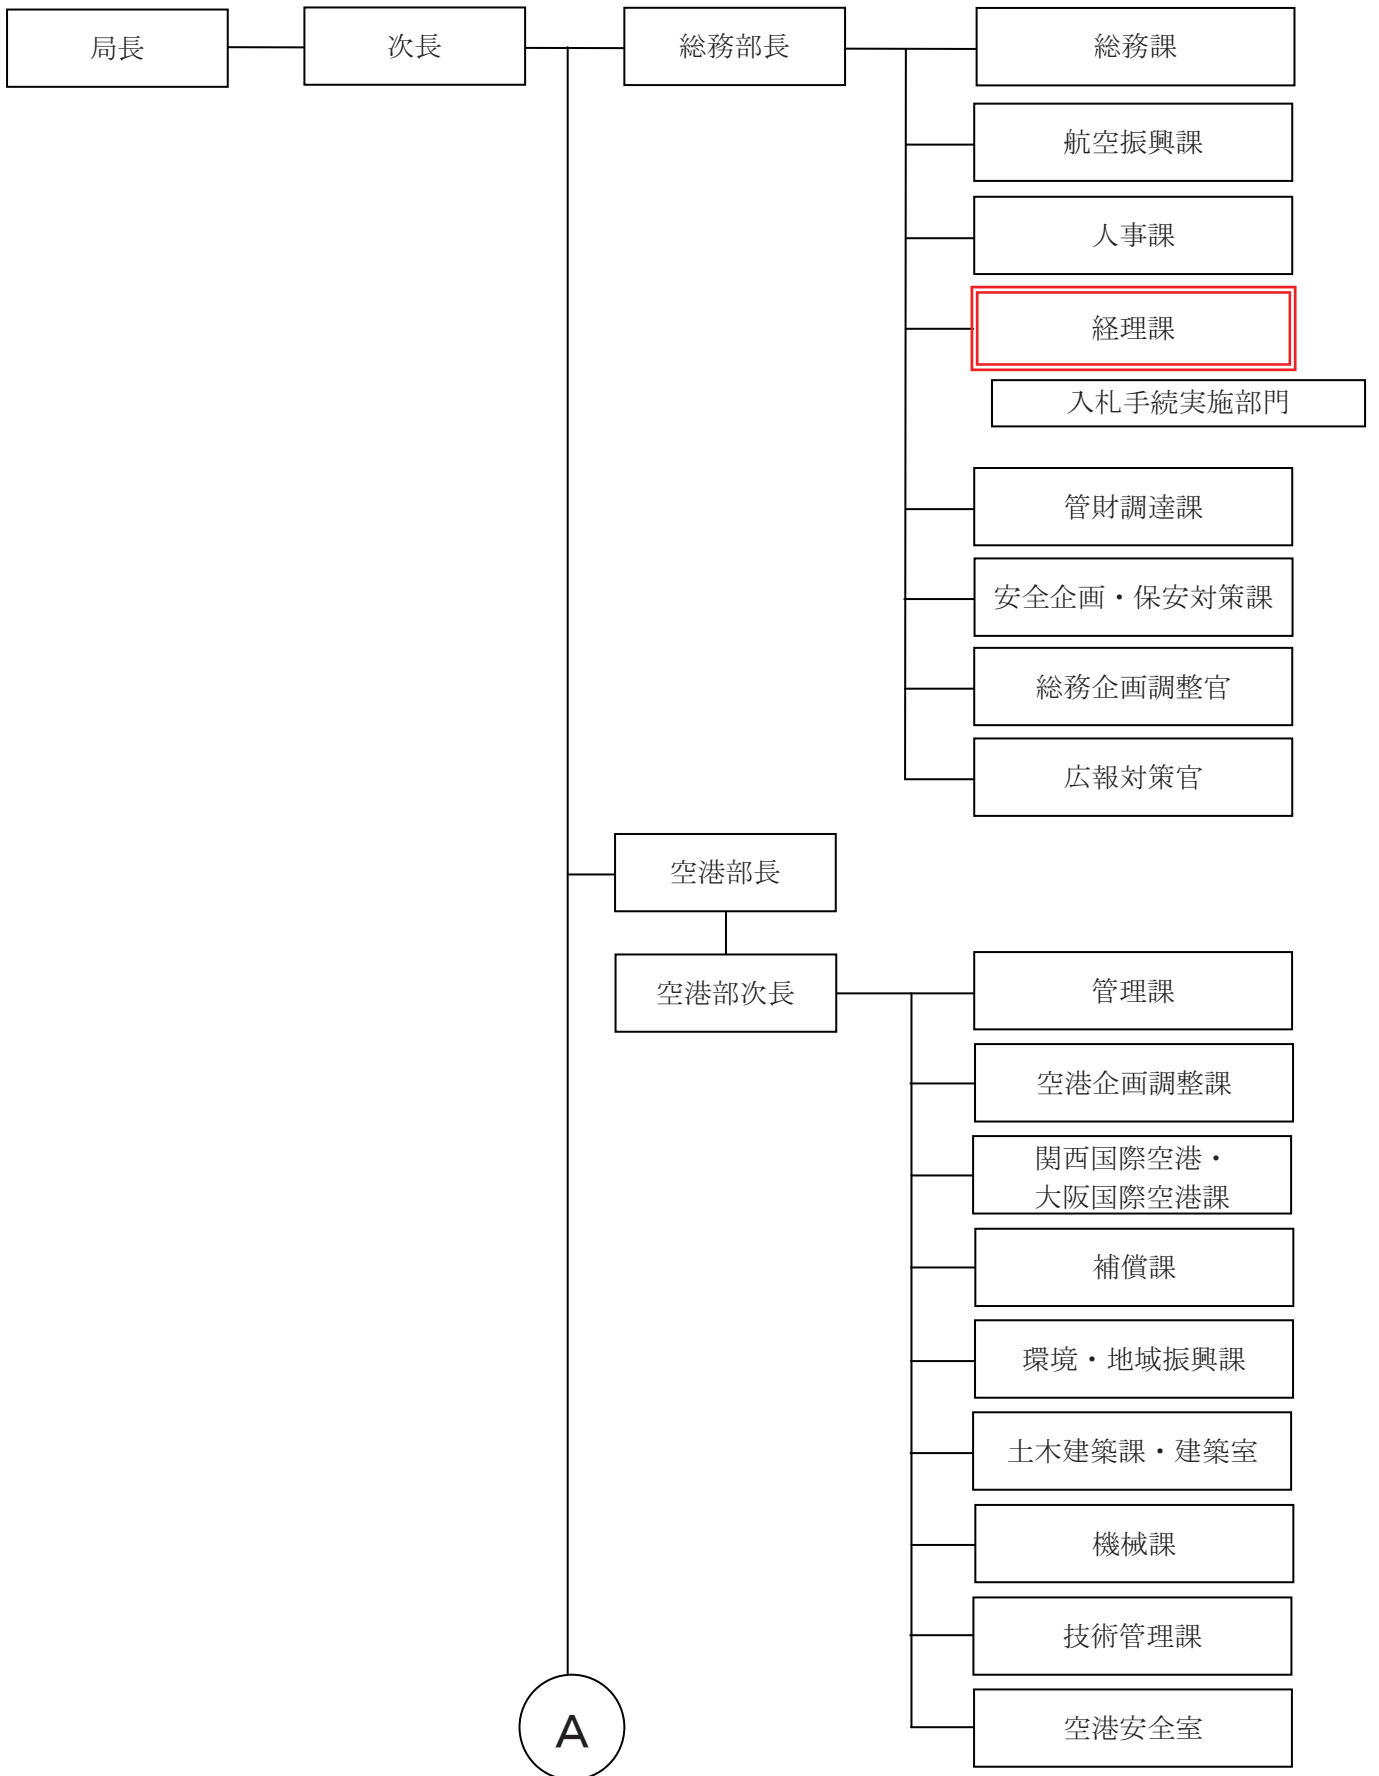 局長
次長
総務部長
総務課
航空振興課
人事課
経理課
入札手続実施部門
管財調達課
安全企画・保安対策課
総務企画調整官
広報対策官
空港部長
空港部次長
管理課
空港企画調整課
関西国際空港・
大阪国際空港課
補償課
環境・地域振興課
土木建築課・建築室
機械課
技術管理課
空港安全室
A